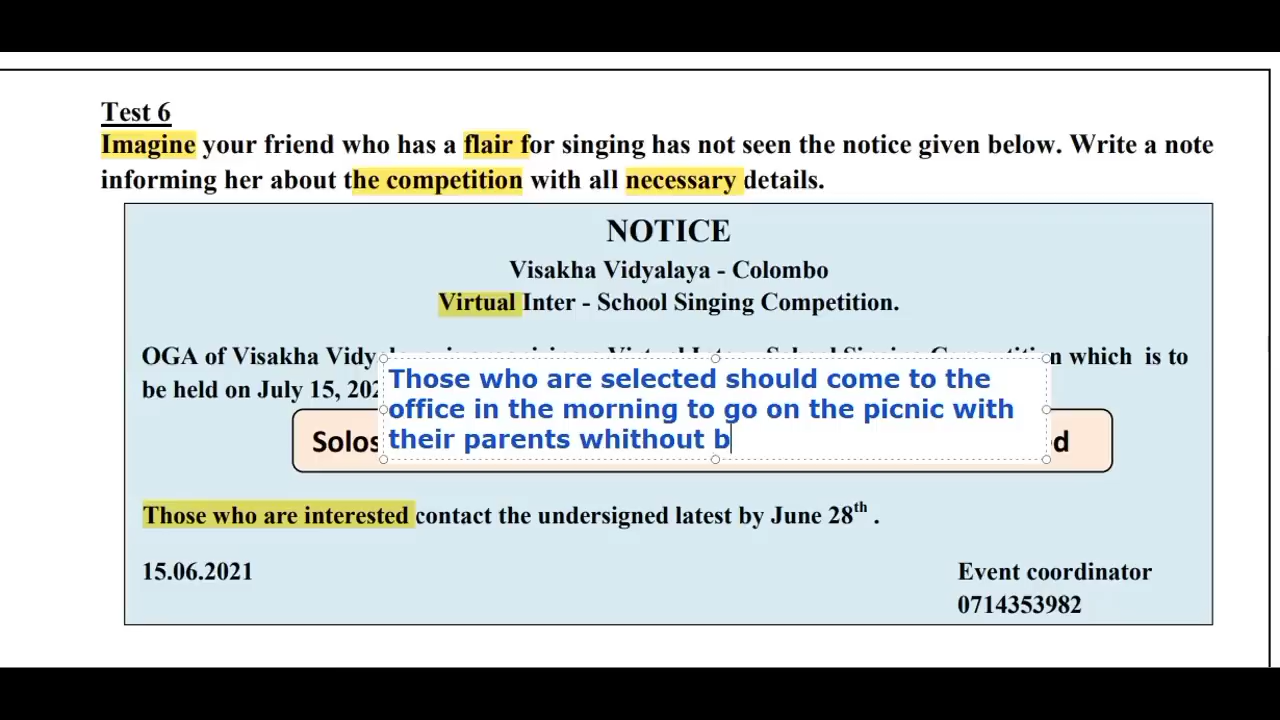 Test 6
Imagine your friend who has a flair for singing has not seen the notice given below. Write a note
informing her about the competition with all necessary details.
NOTICE
Visakha Vidyalaya - Colombo
Virtual Inter - School Singing Competition.
OGA of Visakha Vidy which is to
be held on July 15, 202
Those who are selected should come to the
office in the morning to go on the picnic with
their parents whithout b
Solos d
Those who are interested contact the undersigned latest by June 28th .
15.06.2021 Event coordinator
0714353982